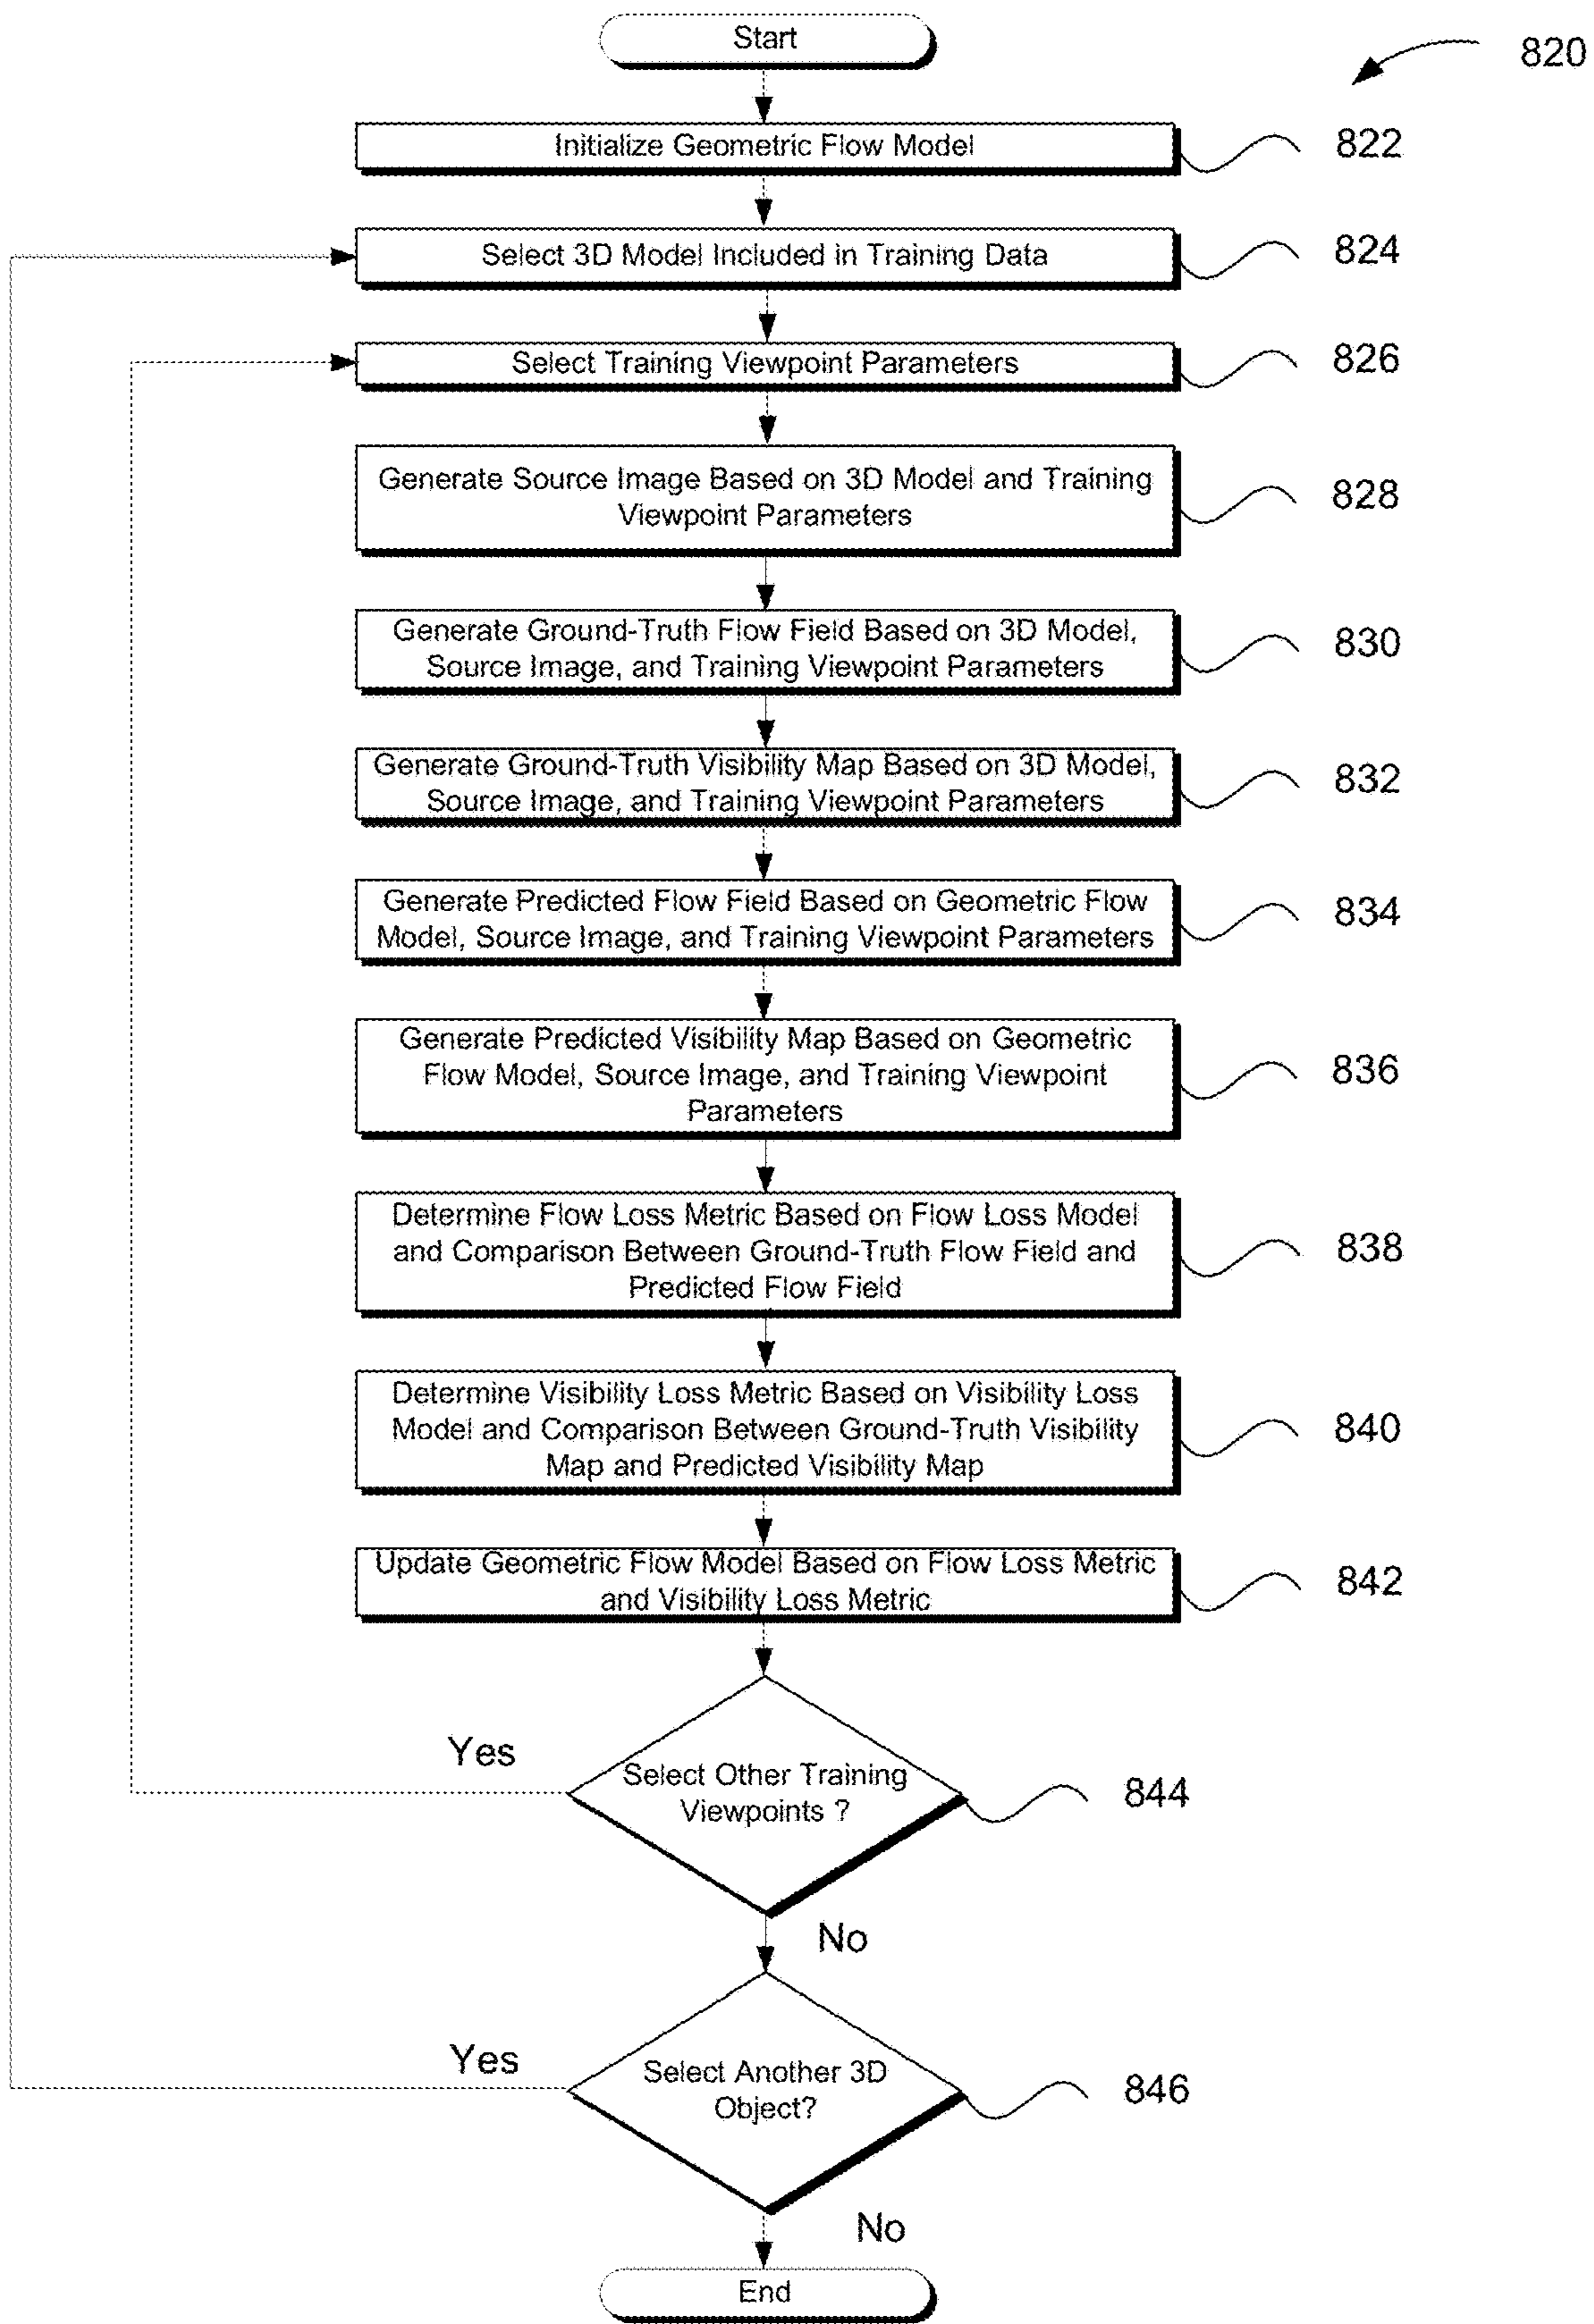 Start
820
Initialize Geometric Flow Model
822
Select 3D Model Included in Training Data
824
Select Training Viewpoint Parameters
826
Generate Source Image Based on 3D Model and Training
Viewpoint Parameters
828
Generate Ground-Truth Flow Field Based on 3D Model,
Source Image, and Training Viewpoint Parameters
830
Generate Ground-Truth Visibility Map Based on 3D Model,
Source Image, and Training Viewpoint Parameters
832
Generate Predicted Flow Field Based on Geometric Flow
Model, Source Image, and Training Viewpoint Parameters
834
Generate Predicted Visibility Map Based on Geometric
Flow Model, Source Image, and Training Viewpoint
Parameters
836
Determine Flow Loss Metric Based on Flow Loss Model
and Comparison Between Ground-Truth Flow Field and
Predicted Flow Field
838
Determine Visibility Loss Metric Based on Visibility Loss
Model and Comparison Between Ground-Truth Visibility
Map and Predicted Visibility Map
840
Update Geometric Flow Model Based on Flow Loss Metric
and Visibility Loss Metric
842
Yes
Select Other Training
Viewpoints ?
844
No
Yes
Select Another 3D
Object?
846
No
End